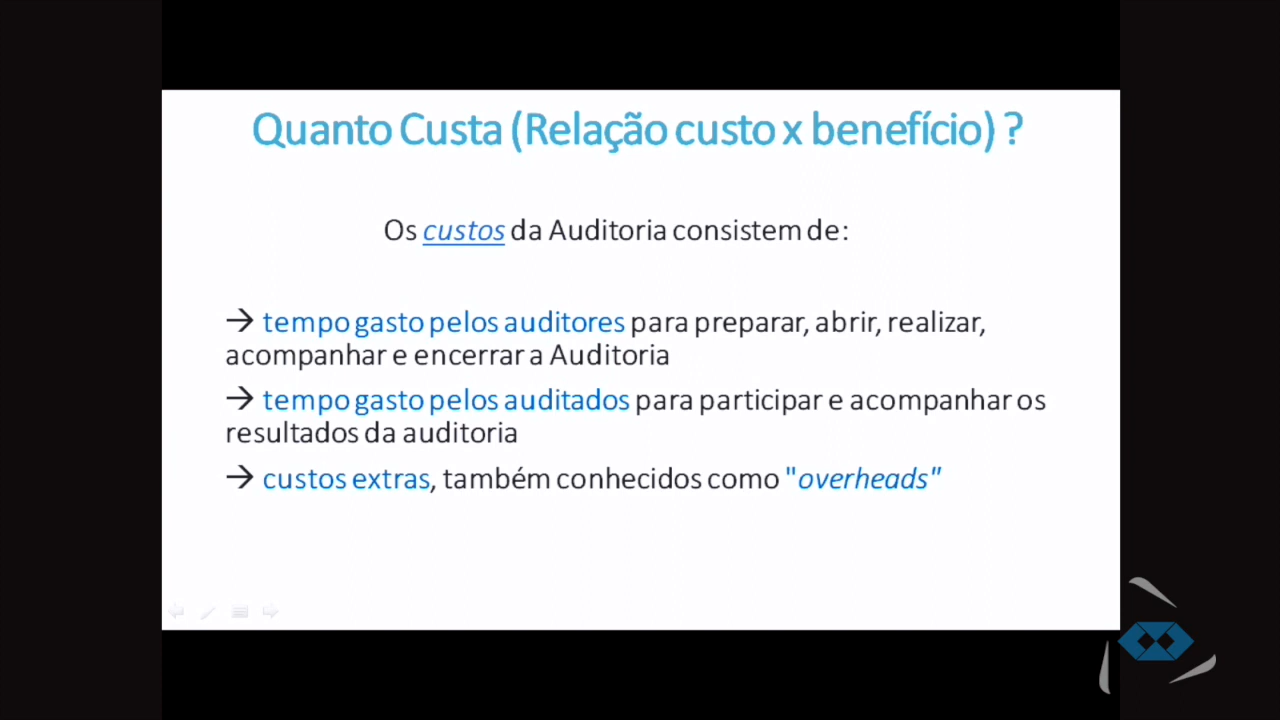 Quanto Custa (Relação custo x benefício) ?
Os custos da Auditoria consistem de:
→ tempo gasto pelos auditores para preparar, abrir, realizar,
acompanhar e encerrar a Auditoria
→ tempo gasto pelos auditados para participar e acompanhar os
resultados da auditoria
→ custos extras, também conhecidos como "overheads"